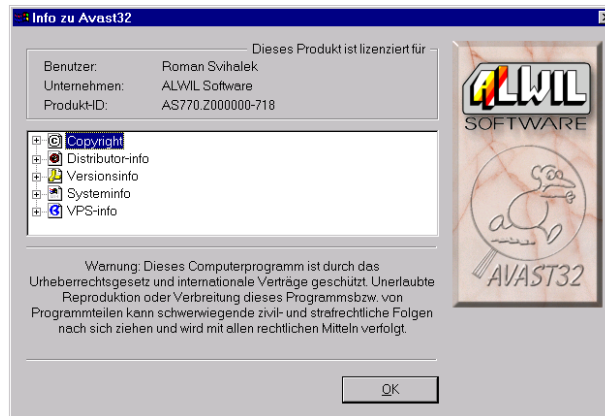 Info zu Avast32
Dieses Produkt ist lizenziert für
Benutzer: Roman Svihalek
Unternehmen: ALWIL Software
Produkt-ID: AS770.Z000000-718
Copyright
Distributor-info
Versionsinfo
Systeminfo
VPS-info
Warnung: Dieses Computerprogramm ist durch das
Urheberrechtsgesetz und internationale Verträge geschützt. Unerlaubte
Reproduktion oder Verbreitung dieses Programmsbzw. von
Programmteilen kann schwerwiegende zivil- und strafrechtliche Folgen
nach sich ziehen und wird mit allen rechtlichen Mitteln verfolgt.
OK
ALWIL
SOFTWARE
AVAST32